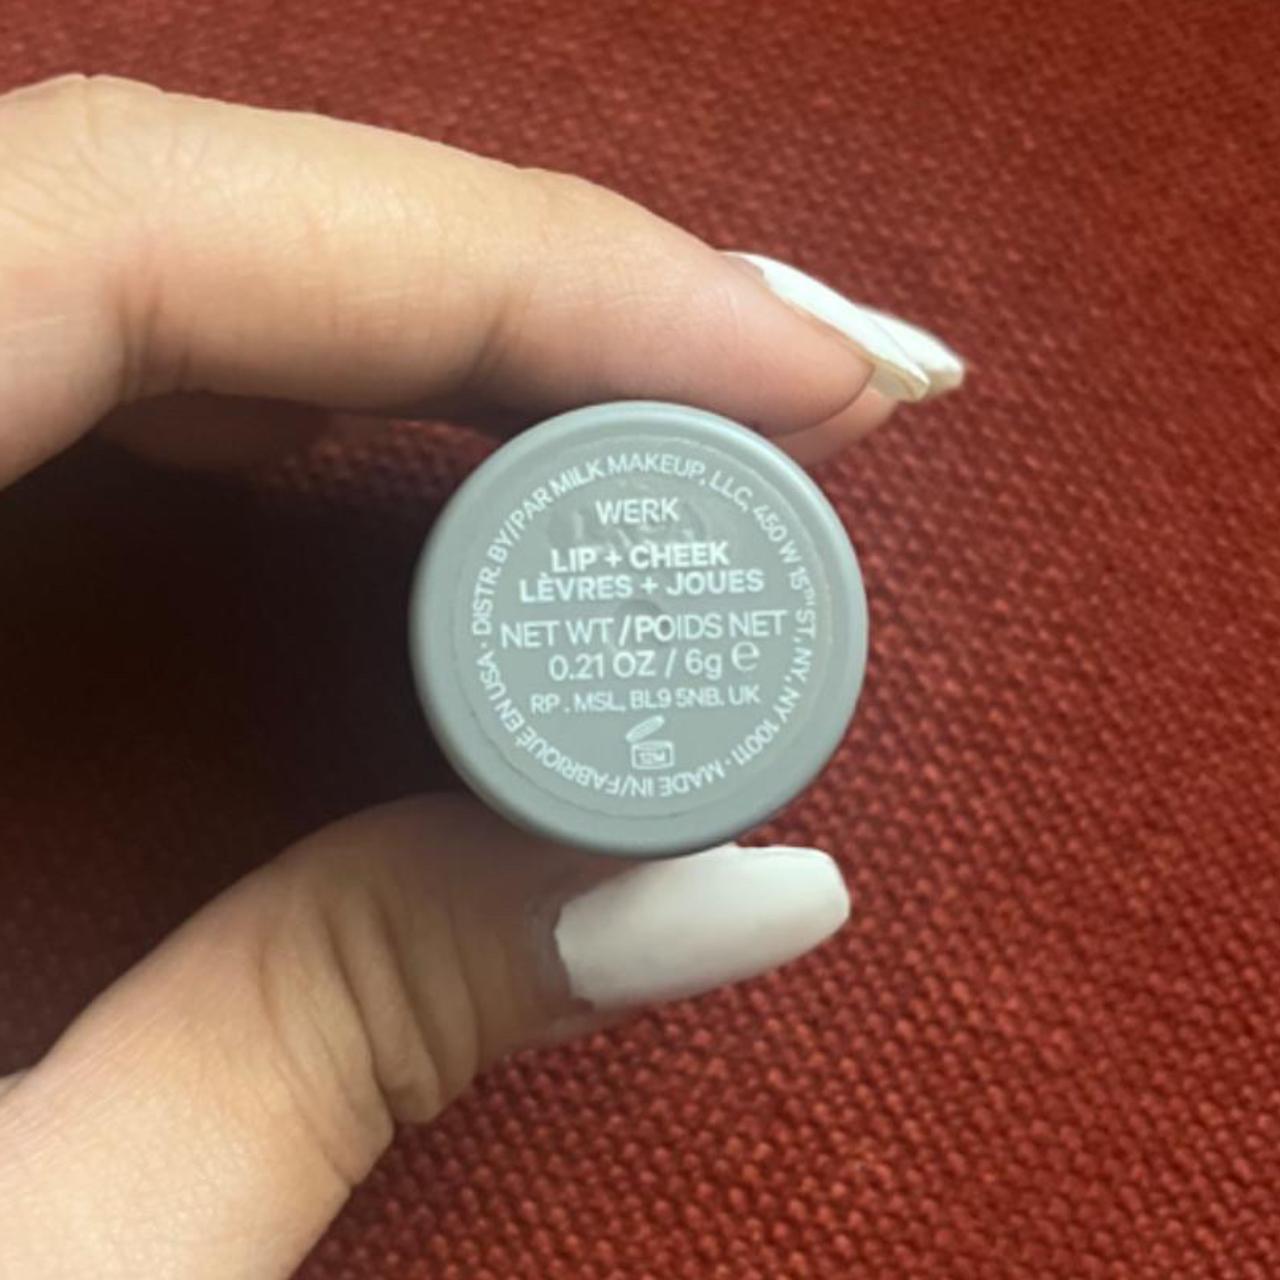 DISTR. BY/PAR MILK MAKEUP, LLC, 450 W 15TH ST, NY, NY 10011 · MADE IN/FABRIQUÉ EN USA ·
WERK
LIP + CHEEK
LÈVRES + JOUES
NET WT / POIDS NET
0.21 OZ / 6g ℮
RP . MSL, BL9 5NB. UK
12M